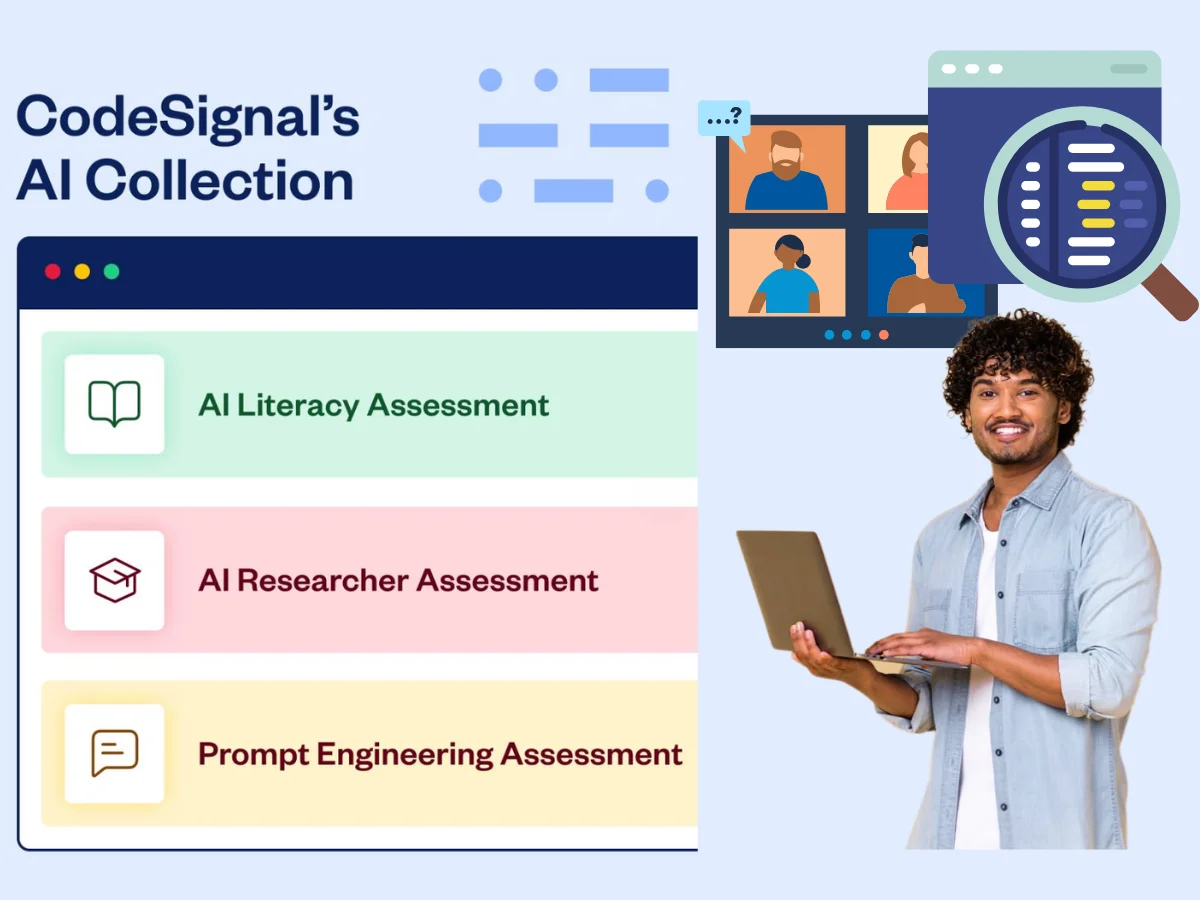 CodeSignal’s
AI Collection
...?
AI Literacy Assessment
AI Researcher Assessment
Prompt Engineering Assessment